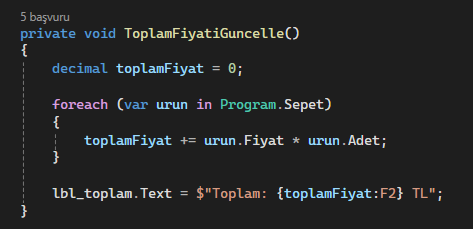 5 başvuru
private void ToplamFiyatiGuncelle()
{
decimal toplamFiyat = 0;
foreach (var urun in Program.Sepet)
{
toplamFiyat += urun.Fiyat * urun.Adet;
}
lbl_toplam.Text = $"Toplam: {toplamFiyat:F2} TL";
}